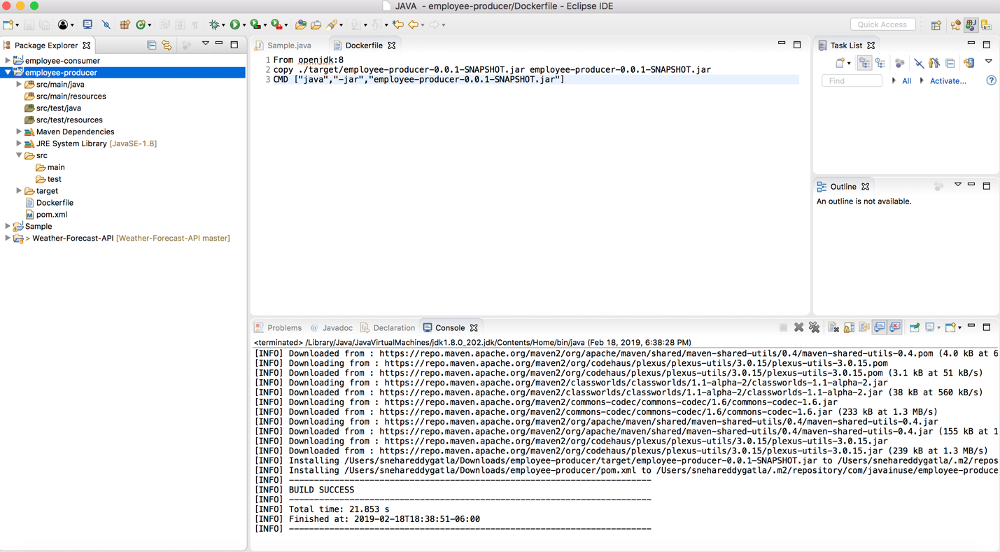 JAVA - employee-producer/Dockerfile - Eclipse IDE
Quick Access
Package Explorer
employee-consumer
employee-producer
src/main/java
src/main/resources
src/test/java
src/test/resources
Maven Dependencies
JRE System Library [JavaSE-1.8]
src
main
test
target
Dockerfile
pom.xml
Sample
> Weather-Forecast-API [Weather-Forecast-API master]
Sample.java
Dockerfile
1 From openjdk:8
2 copy ./target/employee-producer-0.0.1-SNAPSHOT.jar employee-producer-0.0.1-SNAPSHOT.jar
3 CMD ["java","-jar","employee-producer-0.0.1-SNAPSHOT.jar"]
Task List
Find
All
Activate...
Outline
An outline is not available.
Problems
@ Javadoc
Declaration
Console
<terminated> /Library/Java/JavaVirtualMachines/jdk1.8.0_202.jdk/Contents/Home/bin/java (Feb 18, 2019, 6:38:28 PM)
[INFO] Downloaded from : https://repo.maven.apache.org/maven2/org/apache/maven/shared/maven-shared-utils/0.4/maven-shared-utils-0.4.pom (4.0 kB at 6
[INFO] Downloading from : https://repo.maven.apache.org/maven2/org/codehaus/plexus/plexus-utils/3.0.15/plexus-utils-3.0.15.pom
[INFO] Downloaded from : https://repo.maven.apache.org/maven2/org/codehaus/plexus/plexus-utils/3.0.15/plexus-utils-3.0.15.pom (3.1 kB at 51 kB/s)
[INFO] Downloading from : https://repo.maven.apache.org/maven2/classworlds/classworlds/1.1-alpha-2/classworlds-1.1-alpha-2.jar
[INFO] Downloaded from : https://repo.maven.apache.org/maven2/classworlds/classworlds/1.1-alpha-2/classworlds-1.1-alpha-2.jar (38 kB at 560 kB/s)
[INFO] Downloading from : https://repo.maven.apache.org/maven2/commons-codec/commons-codec/1.6/commons-codec-1.6.jar
[INFO] Downloaded from : https://repo.maven.apache.org/maven2/commons-codec/commons-codec/1.6/commons-codec-1.6.jar (233 kB at 1.3 MB/s)
[INFO] Downloading from : https://repo.maven.apache.org/maven2/org/apache/maven/shared/maven-shared-utils/0.4/maven-shared-utils-0.4.jar
[INFO] Downloaded from : https://repo.maven.apache.org/maven2/org/apache/maven/shared/maven-shared-utils/0.4/maven-shared-utils-0.4.jar (155 kB at 1
[INFO] Downloading from : https://repo.maven.apache.org/maven2/org/codehaus/plexus/plexus-utils/3.0.15/plexus-utils-3.0.15.jar
[INFO] Downloaded from : https://repo.maven.apache.org/maven2/org/codehaus/plexus/plexus-utils/3.0.15/plexus-utils-3.0.15.jar (239 kB at 1.3 MB/s)
[INFO] Installing /Users/snehareddygatla/Downloads/employee-producer/target/employee-producer-0.0.1-SNAPSHOT.jar to /Users/snehareddygatla/.m2/repos
[INFO] Installing /Users/snehareddygatla/Downloads/employee-producer/pom.xml to /Users/snehareddygatla/.m2/repository/com/javainuse/employee-produce
[INFO] ------------------------------------------------------------------------
[INFO] BUILD SUCCESS
[INFO] ------------------------------------------------------------------------
[INFO] Total time: 21.853 s
[INFO] Finished at: 2019-02-18T18:38:51-06:00
[INFO] ------------------------------------------------------------------------